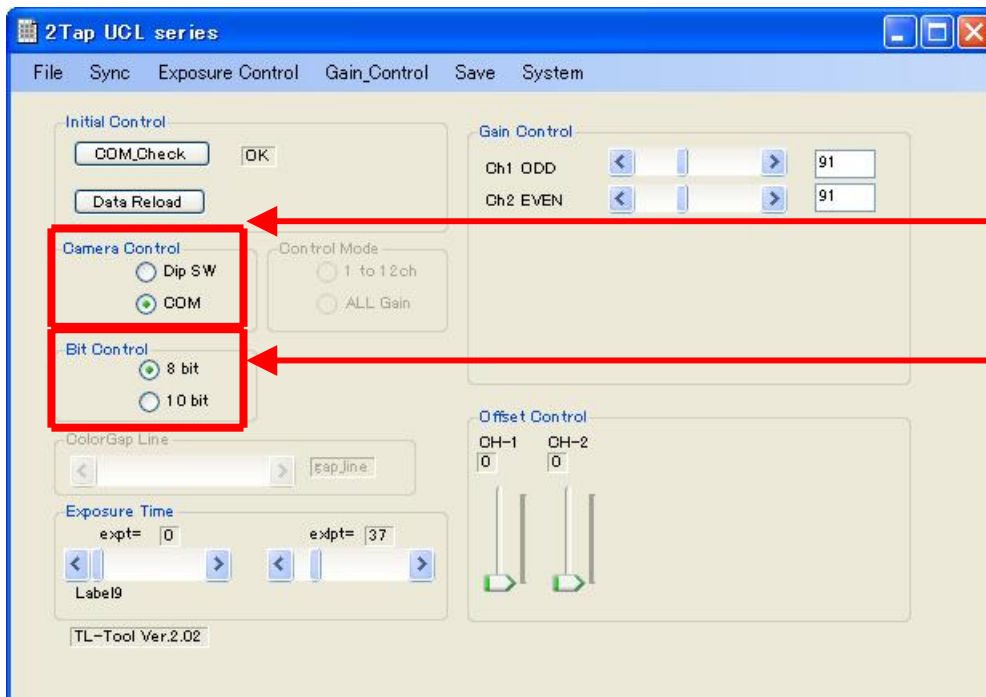 2Tap UCL series
File Sync Exposure Control Gain_Control Save System
Initial Control
COM_Check OK
Data Reload
Camera Control
Dip SW
COM
Control Mode
1 to 12ch
ALL Gain
Bit Control
8 bit
10 bit
ColorGap Line
gap_line
Exposure Time
expt= 0 exlpt= 37
Label9
TL-Tool Ver.2.02
Gain Control
Ch1 ODD 91
Ch2 EVEN 91
Offset Control
CH-1 CH-2
0 0